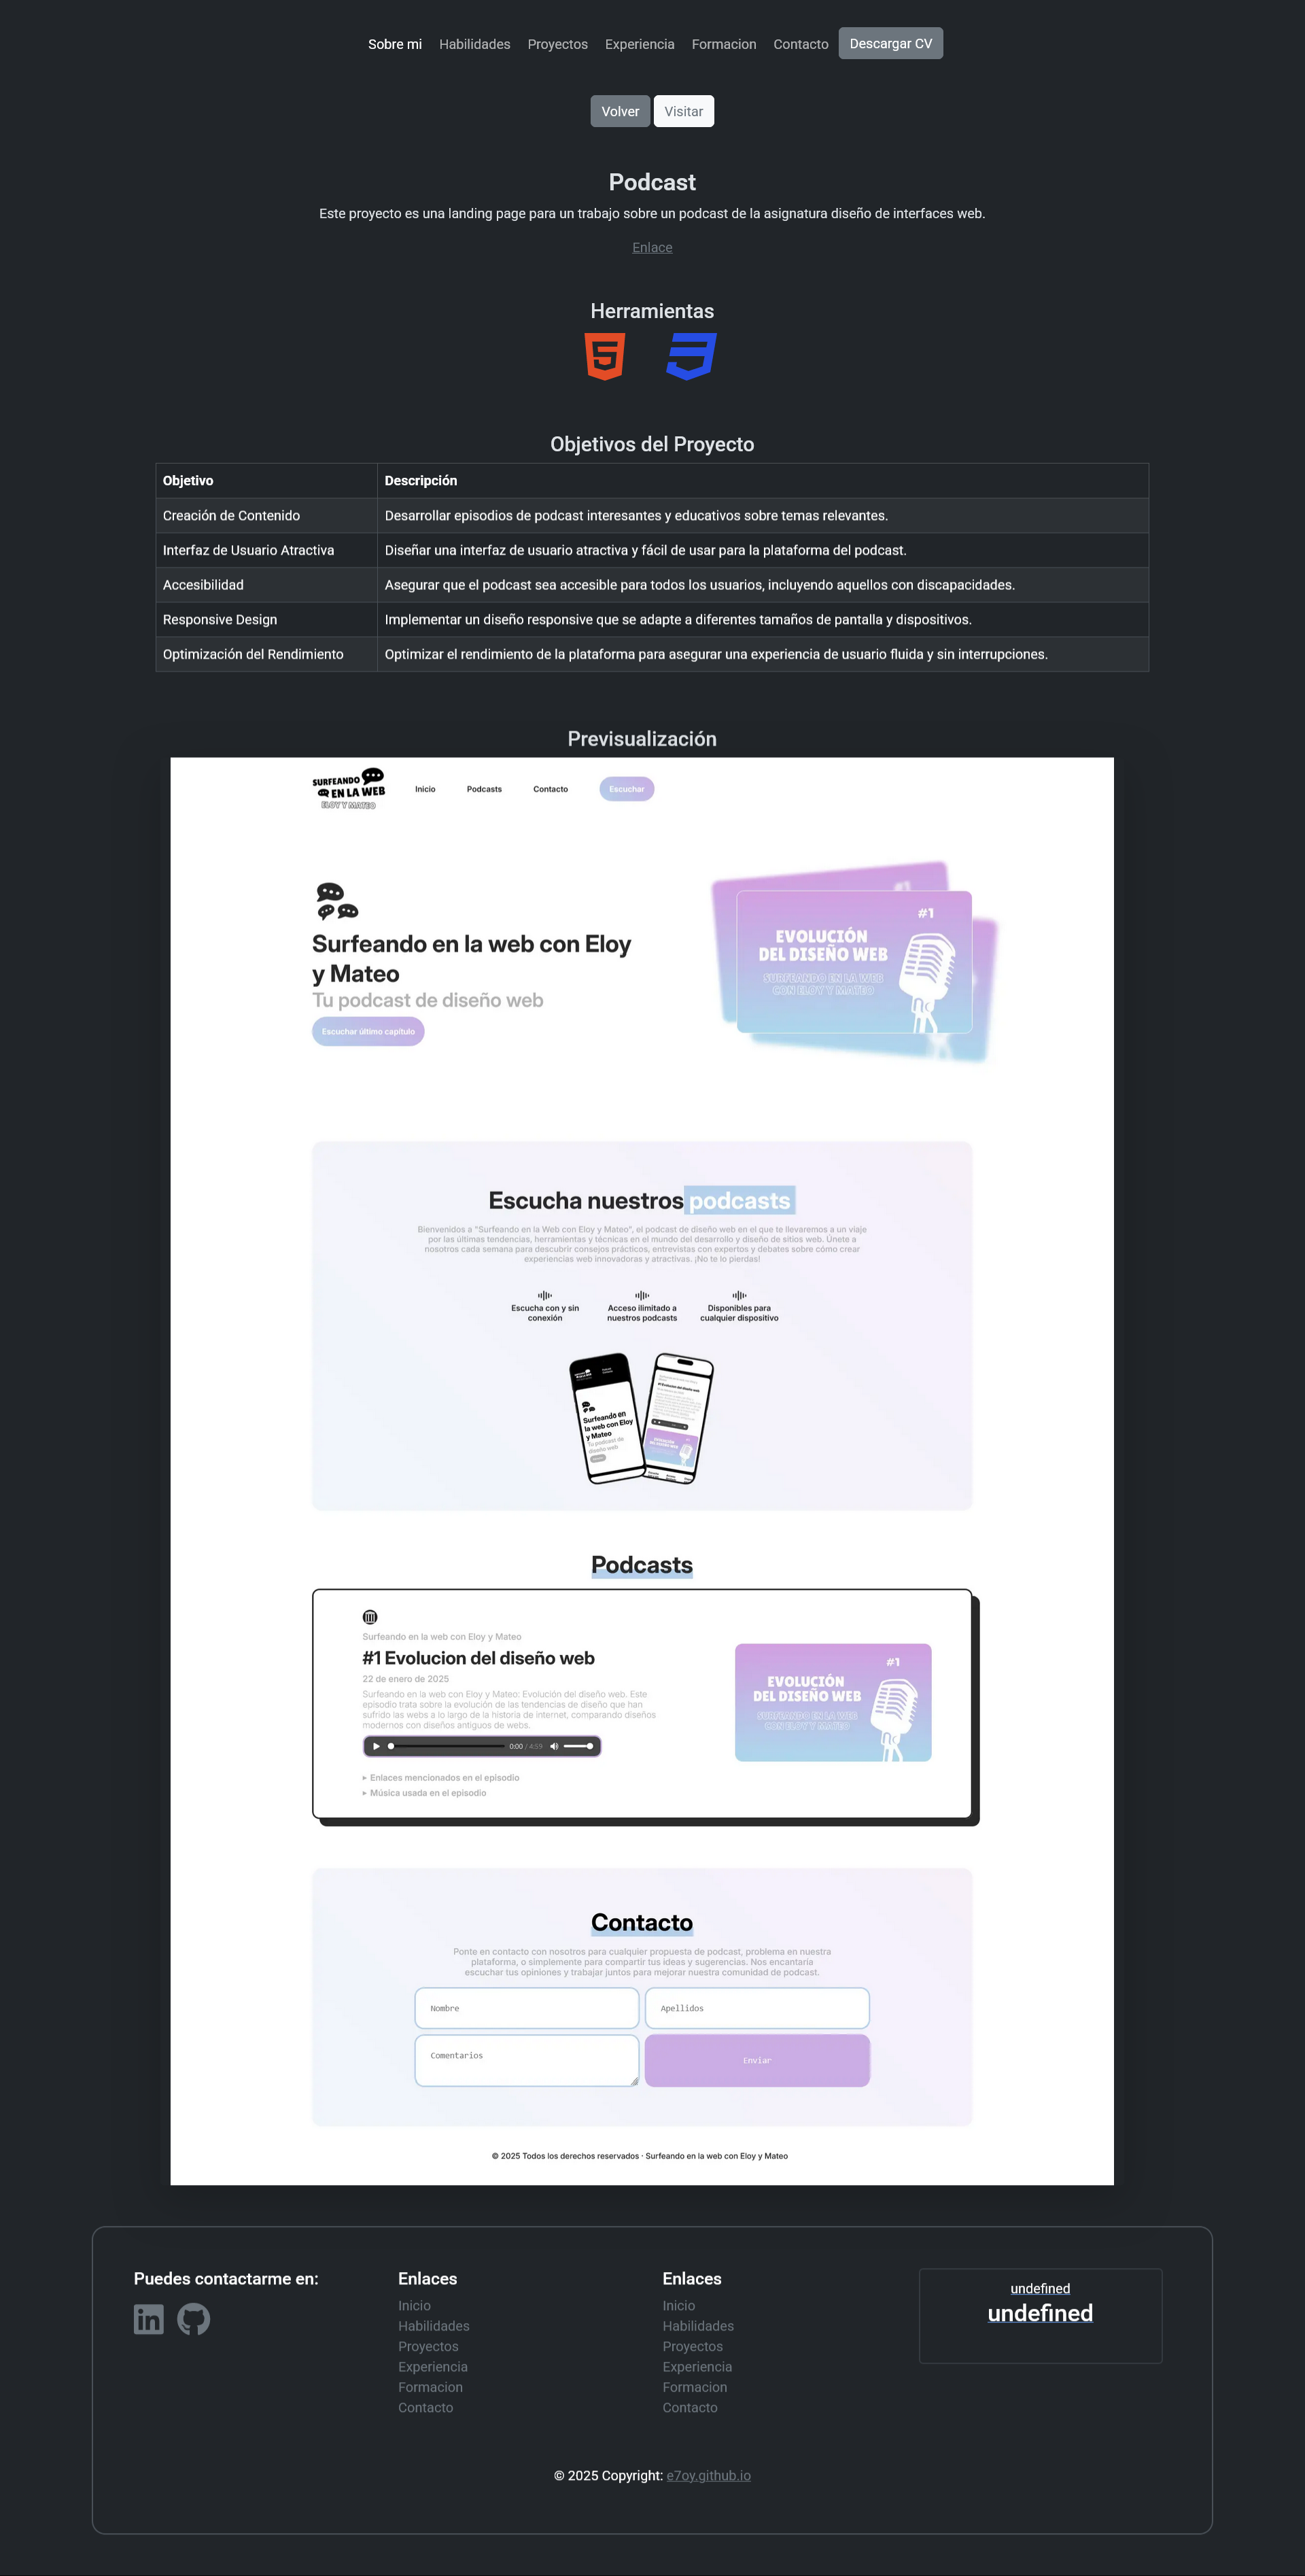 Sobre mi Habilidades Proyectos Experiencia Formacion Contacto Descargar CV
Volver Visitar
Podcast
Este proyecto es una landing page para un trabajo sobre un podcast de la asignatura diseño de interfaces web.
Enlace
Herramientas
Objetivos del Proyecto
Objetivo Descripción
Creación de Contenido Desarrollar episodios de podcast interesantes y educativos sobre temas relevantes.
Interfaz de Usuario Atractiva Diseñar una interfaz de usuario atractiva y fácil de usar para la plataforma del podcast.
Accesibilidad Asegurar que el podcast sea accesible para todos los usuarios, incluyendo aquellos con discapacidades.
Responsive Design Implementar un diseño responsive que se adapte a diferentes tamaños de pantalla y dispositivos.
Optimización del Rendimiento Optimizar el rendimiento de la plataforma para asegurar una experiencia de usuario fluida y sin interrupciones.
Previsualización
SURFEANDO
EN LA WEB
ELOY Y MATEO
Inicio Podcasts Contacto Escuchar
Surfeando en la web con Eloy
y Mateo
Tu podcast de diseño web
Escuchar último capítulo
#1
EVOLUCIÓN
DEL DISEÑO WEB
SURFEANDO EN LA WEB
CON ELOY Y MATEO
Escucha nuestros podcasts
Bienvenidos a "Surfeando en la Web con Eloy y Mateo", el podcast de diseño web en el que te llevaremos a un viaje
por las últimas tendencias, herramientas y técnicas en el mundo del desarrollo y diseño de sitios web. Únete a
nosotros cada semana para descubrir consejos prácticos, entrevistas con expertos y debates sobre cómo crear
experiencias web innovadoras y atractivas. ¡No te lo pierdas!
Escucha con y sin
conexión
Acceso ilimitado a
nuestros podcasts
Disponibles para
cualquier dispositivo
Surfeando en
la web con Eloy
y Mateo
Tu podcast de
diseño web
Podcasts
Surfeando en la web con Eloy y Mateo
#1 Evolucion del diseño web
22 de enero de 2025
Surfeando en la web con Eloy y Mateo: Evolución del diseño web. Este
episodio trata sobre la evolución de las tendencias de diseño que han
sufrido las webs a lo largo de la historia de internet, comparando diseños
modernos con diseños antiguos de webs.
0:00 / 4:59
Enlaces mencionados en el episodio
Música usada en el episodio
#1
EVOLUCIÓN
DEL DISEÑO WEB
SURFEANDO EN LA WEB
CON ELOY Y MATEO
Contacto
Ponte en contacto con nosotros para cualquier propuesta de podcast, problema en nuestra
plataforma, o simplemente para compartir tus ideas y sugerencias. Nos encantaría
escuchar tus opiniones y trabajar juntos para mejorar nuestra comunidad de podcast.
Nombre Apellidos
Comentarios Enviar
© 2025 Todos los derechos reservados · Surfeando en la web con Eloy y Mateo
Puedes contactarme en:
Enlaces
Inicio
Habilidades
Proyectos
Experiencia
Formacion
Contacto
Enlaces
Inicio
Habilidades
Proyectos
Experiencia
Formacion
Contacto
undefined
undefined
© 2025 Copyright: e7oy.github.io